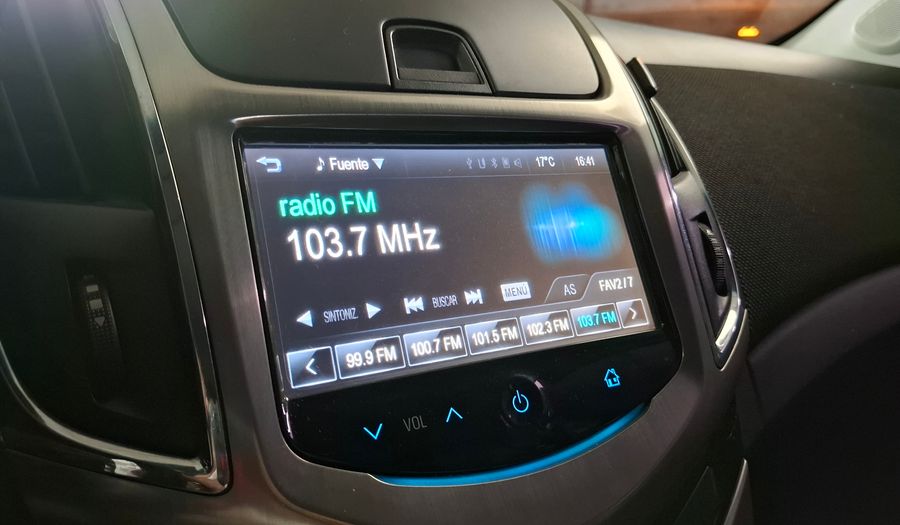 Fuente 17°C 16:41
radio FM
103.7 MHz
SINTONIZ. BUSCAR MENÚ AS FAV2/7
99.9 FM 100.7 FM 101.5 FM 102.3 FM 103.7 FM
VOL